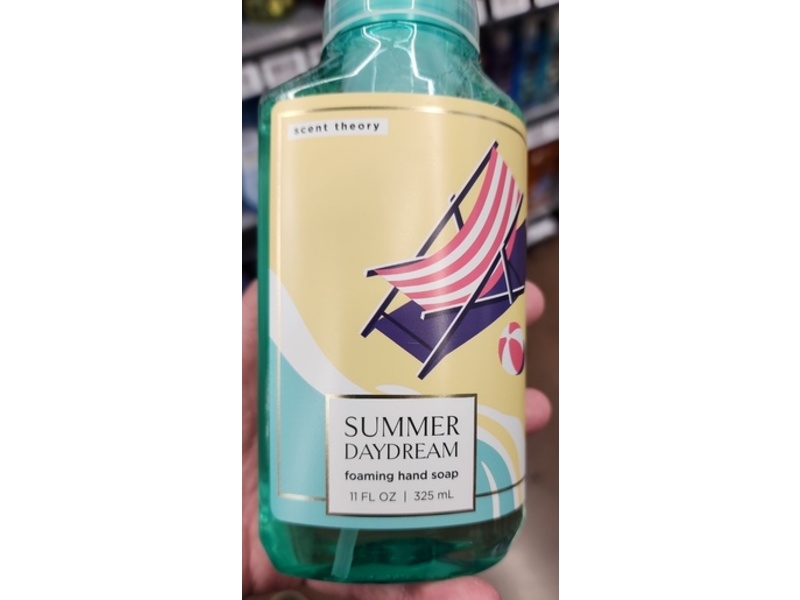 scent theory
SUMMER
DAYDREAM
foaming hand soap
11 FL OZ | 325 mL